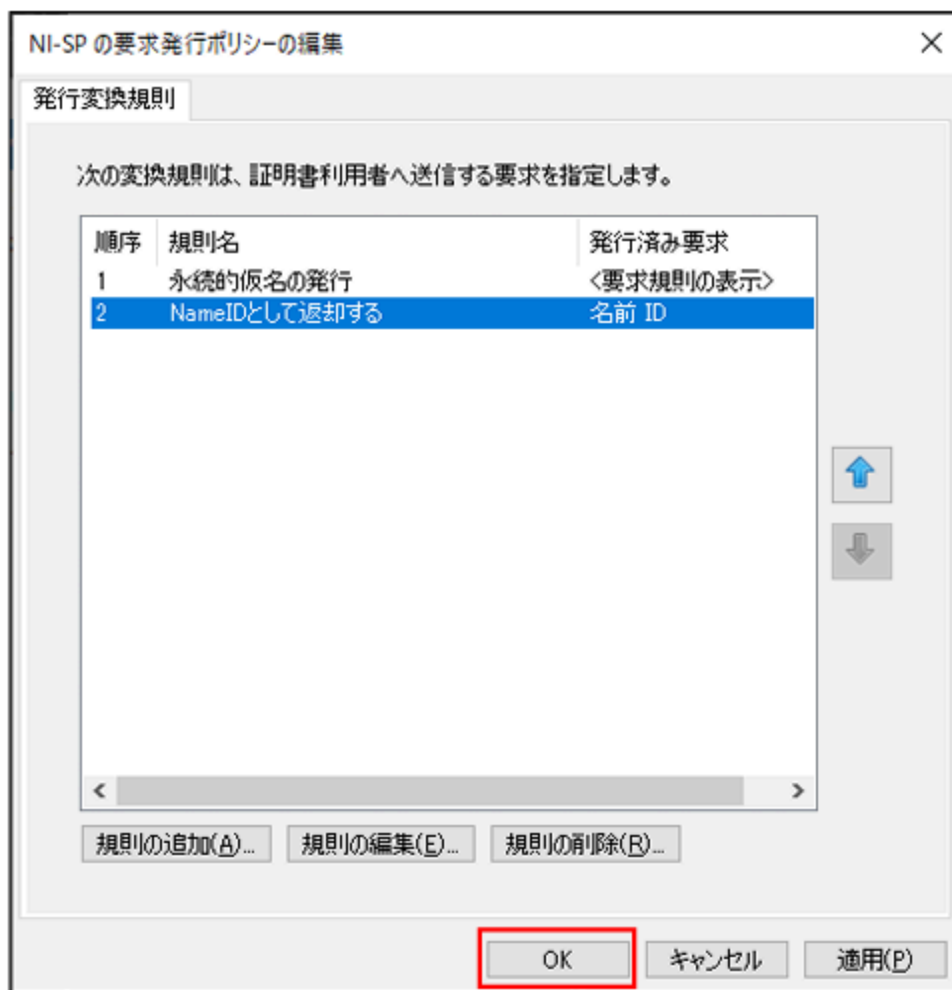 NI-SP の要求発行ポリシーの編集
発行変換規則
次の変換規則は、証明書利用者へ送信する要求を指定します。
順序 規則名 発行済み要求
1 永続的仮名の発行 <要求規則の表示>
2 NameIDとして返却する 名前 ID
規則の追加(A)... 規則の編集(E)... 規則の削除(R)...
OK キャンセル 適用(P)